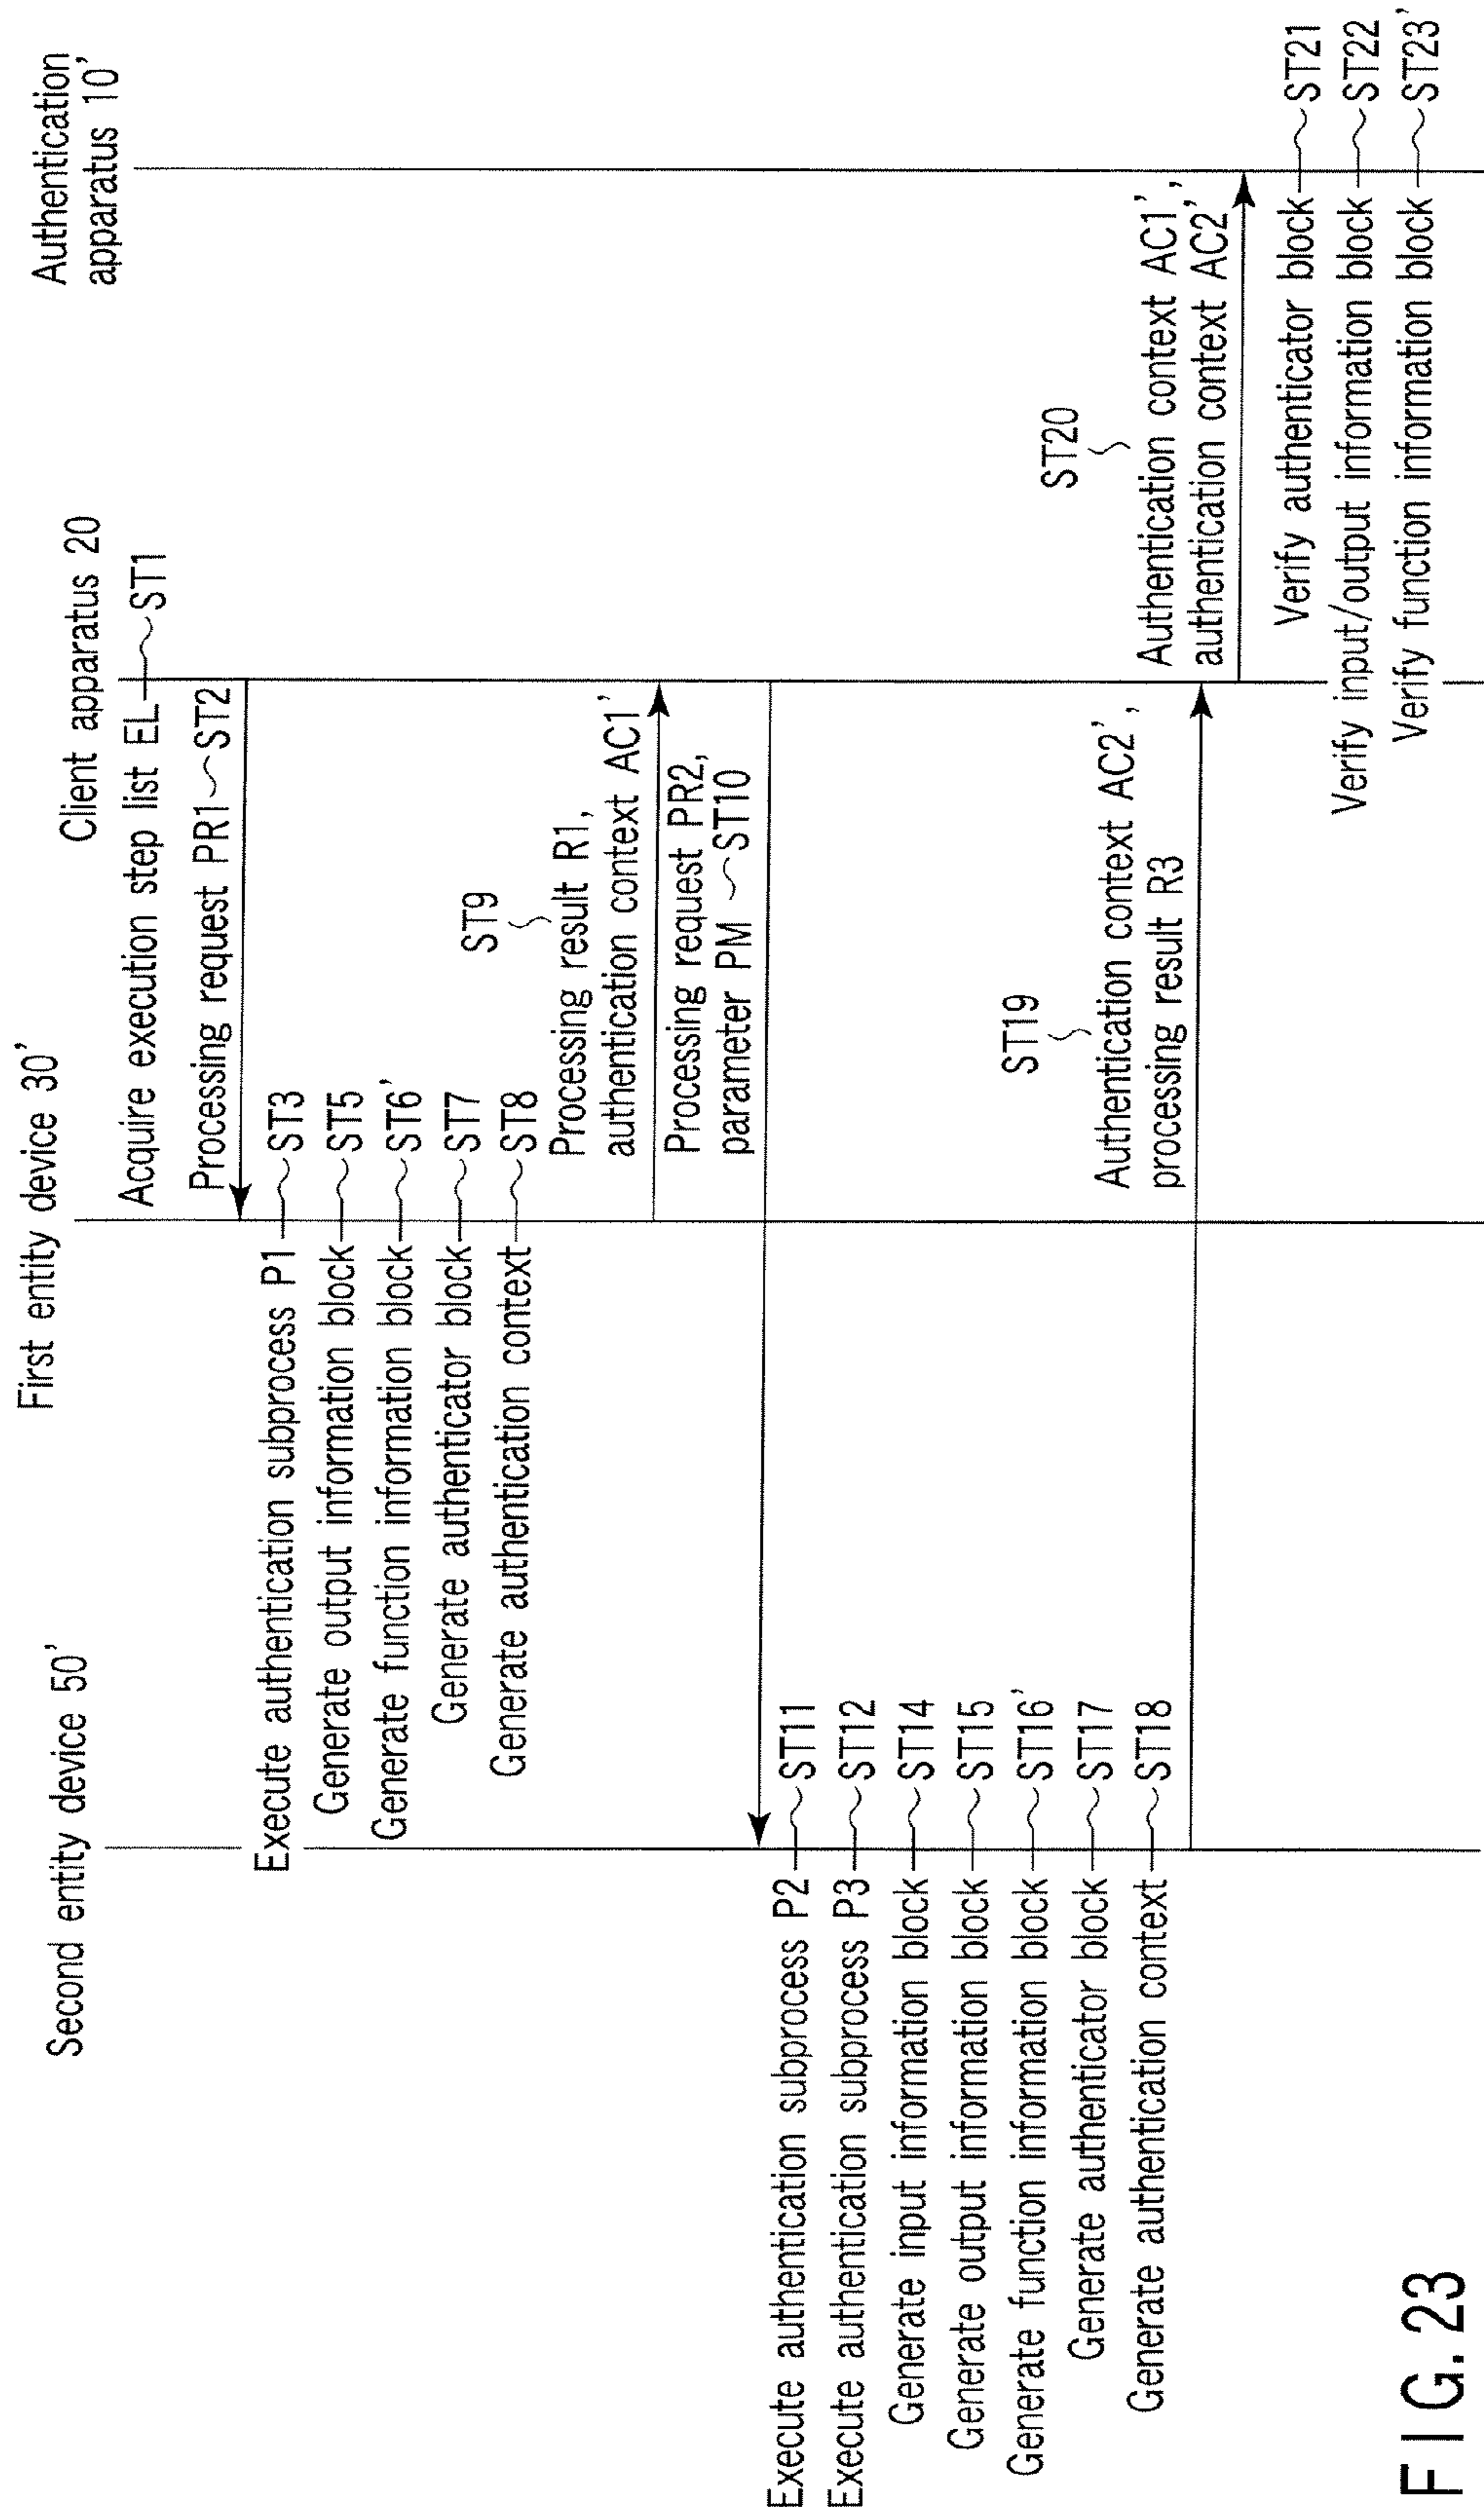 Second entity device 50'
First entity device 30'
Client apparatus 20
Authentication
apparatus 10'
Acquire execution step list EL ST1
Processing request PR1 ST2
Execute authentication subprocess P1 ST3
Generate output information block ST5
Generate function information block ST6'
Generate authenticator block ST7
Generate authentication context ST8
ST9
Processing result R1,
authentication context AC1'
Processing request PR2,
parameter PM ST10
Execute authentication subprocess P2 ST11
Execute authentication subprocess P3 ST12
Generate input information block ST14
Generate output information block ST15
Generate function information block ST16'
Generate authenticator block ST17
Generate authentication context ST18
ST19
Authentication context AC2',
processing result R3
ST20
Authentication context AC1',
authentication context AC2'
Verify authenticator block ST21
Verify input/output information block ST22
Verify function information block ST23'
FIG. 23